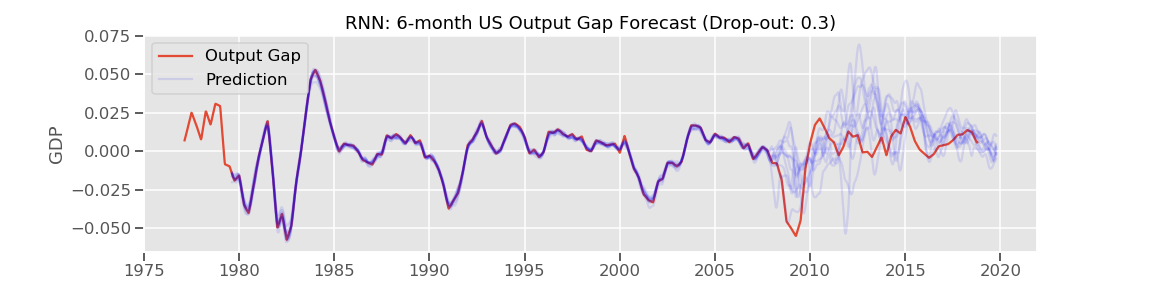 RNN: 6-month US Output Gap Forecast (Drop-out: 0.3)
0.075
0.050
0.025
0.000
−0.025
−0.050
GDP
Output Gap
Prediction
1975 1980 1985 1990 1995 2000 2005 2010 2015 2020